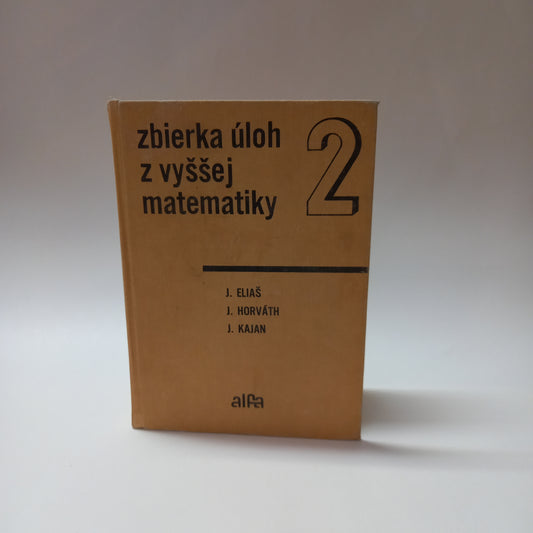 zbierka úloh
z vyššej
matematiky
2
J. ELIAŠ
J. HORVÁTH
J. KAJAN
alfa